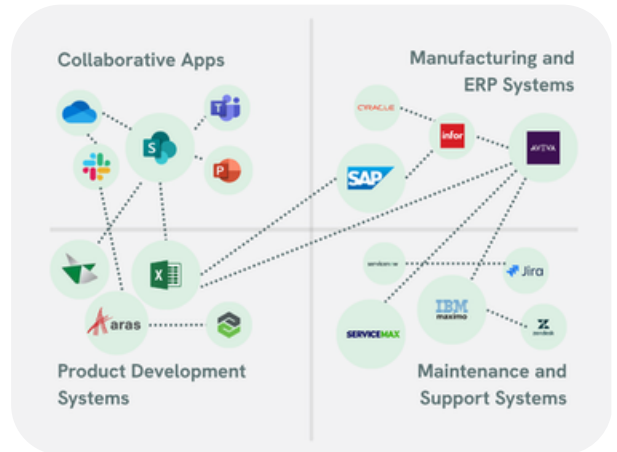 Collaborative Apps
Manufacturing and
ERP Systems
ORACLE
infor
AVEVA
SAP
S
T
P
X
aras
servicenow
Jira
IBM
maximo
SERVICEMAX
zendesk
Product Development
Systems
Maintenance and
Support Systems